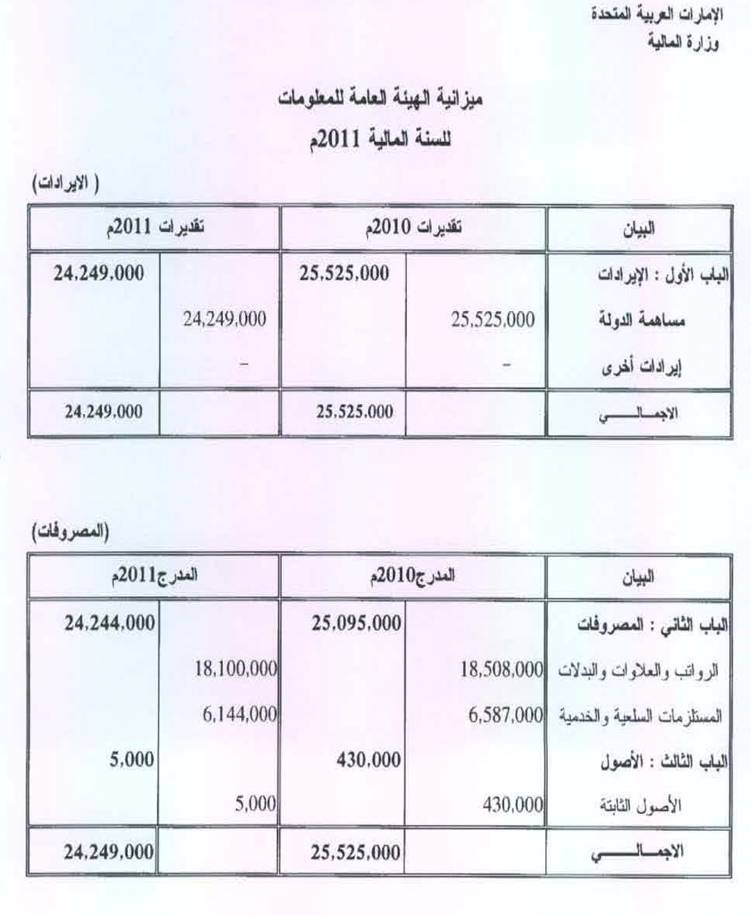 الإمارات العربية المتحدة
وزارة المالية
ميزانية الهيئة العامة للمعلومات
للسنة المالية 2011م
(الايرادات)
البيان تقديرات 2010م تقديرات 2011م
الباب الأول : الإيرادات 25.525.000 24.249.000
مساهمة الدولة 25,525,000 24,249,000
إيرادات أخرى - -
الاجمـالـــــي 25.525.000 24.249.000
(المصروفات)
البيان المدرج2010م المدرج2011م
الباب الثاني : المصروفات 25,095,000 24,244,000
الرواتب والعلاوات والبدلات 18,508,000 18,100,000
المستلزمات السلعية والخدمية 6,587,000 6,144,000
الباب الثالث : الأصول 430,000 5,000
الأصول الثابتة 430,000 5,000
الاجمـالـــــي 25,525,000 24,249,000